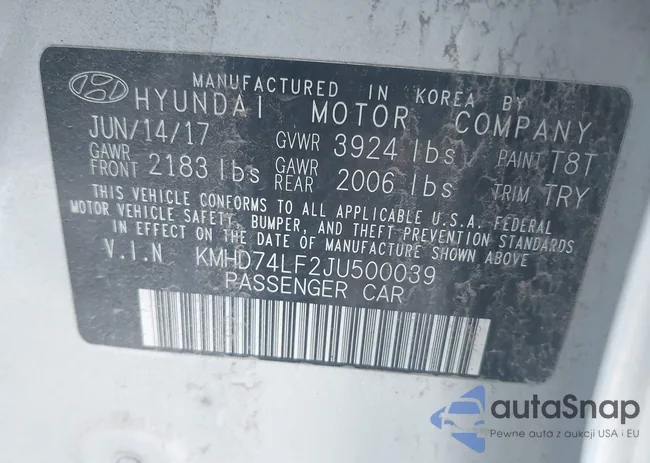 MANUFACTURED IN KOREA BY
HYUNDAI MOTOR COMPANY
JUN/14/17 GVWR 3924 lbs PAINT T8T
GAWR FRONT 2183 lbs GAWR REAR 2006 lbs TRIM TRY
THIS VEHICLE CONFORMS TO ALL APPLICABLE U.S.A. FEDERAL
MOTOR VEHICLE SAFETY, BUMPER, AND THEFT PREVENTION STANDARDS
IN EFFECT ON THE DATE OF MANUFACTURE SHOWN ABOVE.
V.I.N KMHD74LF2JU500039
PASSENGER CAR
autaSnap
Pewne auta z aukcji USA i EU